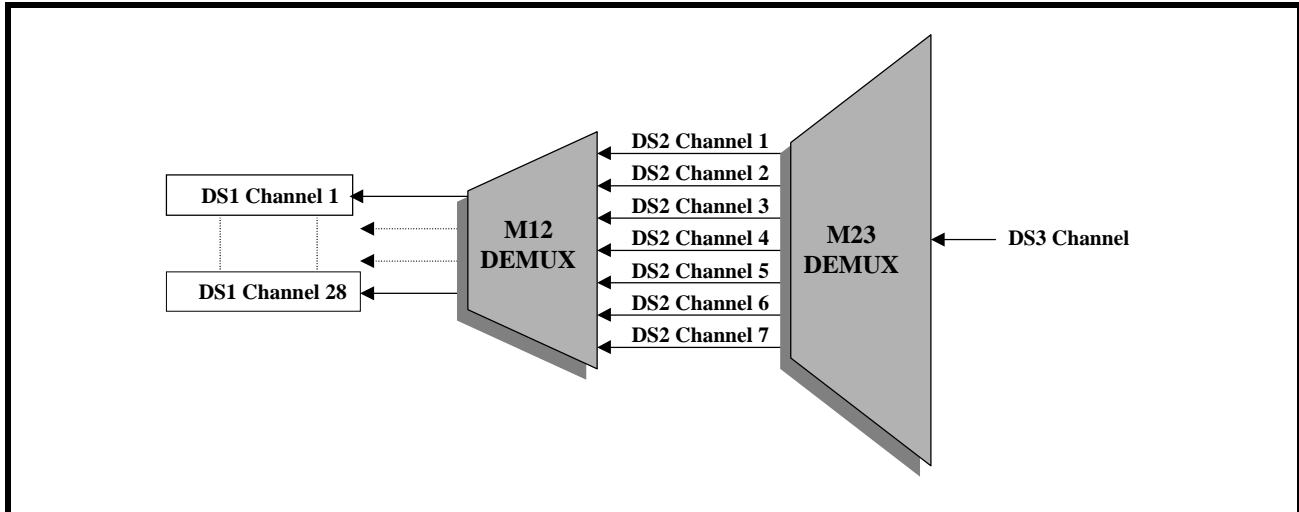 DS2 Channel 1
DS2 Channel 2
DS2 Channel 3
DS2 Channel 4
DS2 Channel 5
DS2 Channel 6
DS2 Channel 7
DS1 Channel 1
DS1 Channel 28
M12
DEMUX
M23
DEMUX
DS3 Channel